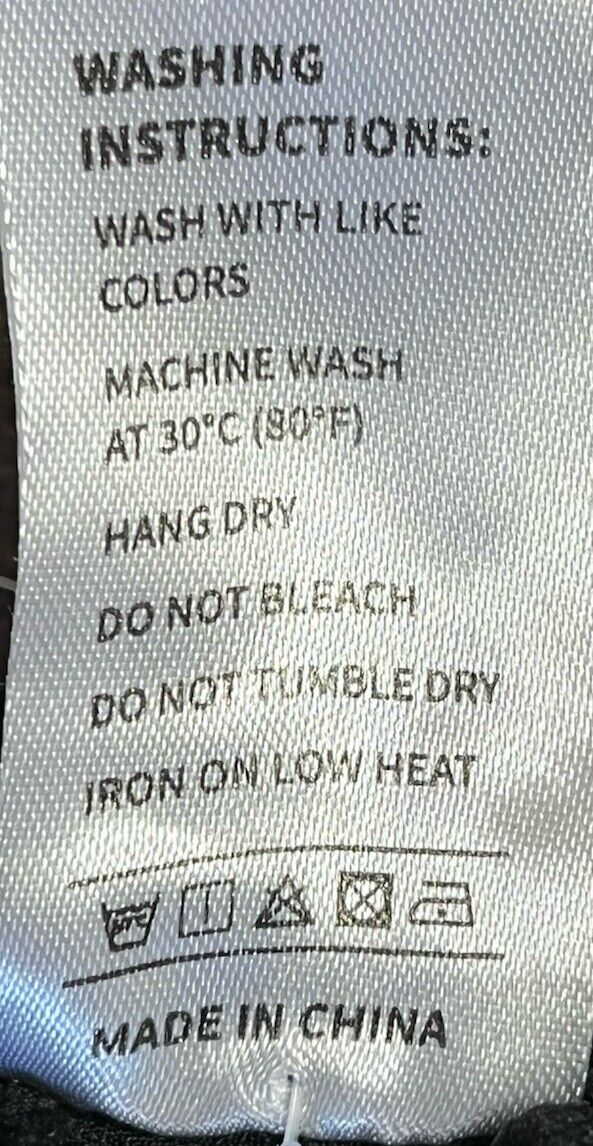 WASHING
INSTRUCTIONS:
WASH WITH LIKE
COLORS
MACHINE WASH
AT 30°C (80°F)
HANG DRY
DO NOT BLEACH
DO NOT TUMBLE DRY
IRON ON LOW HEAT
30°C
MADE IN CHINA